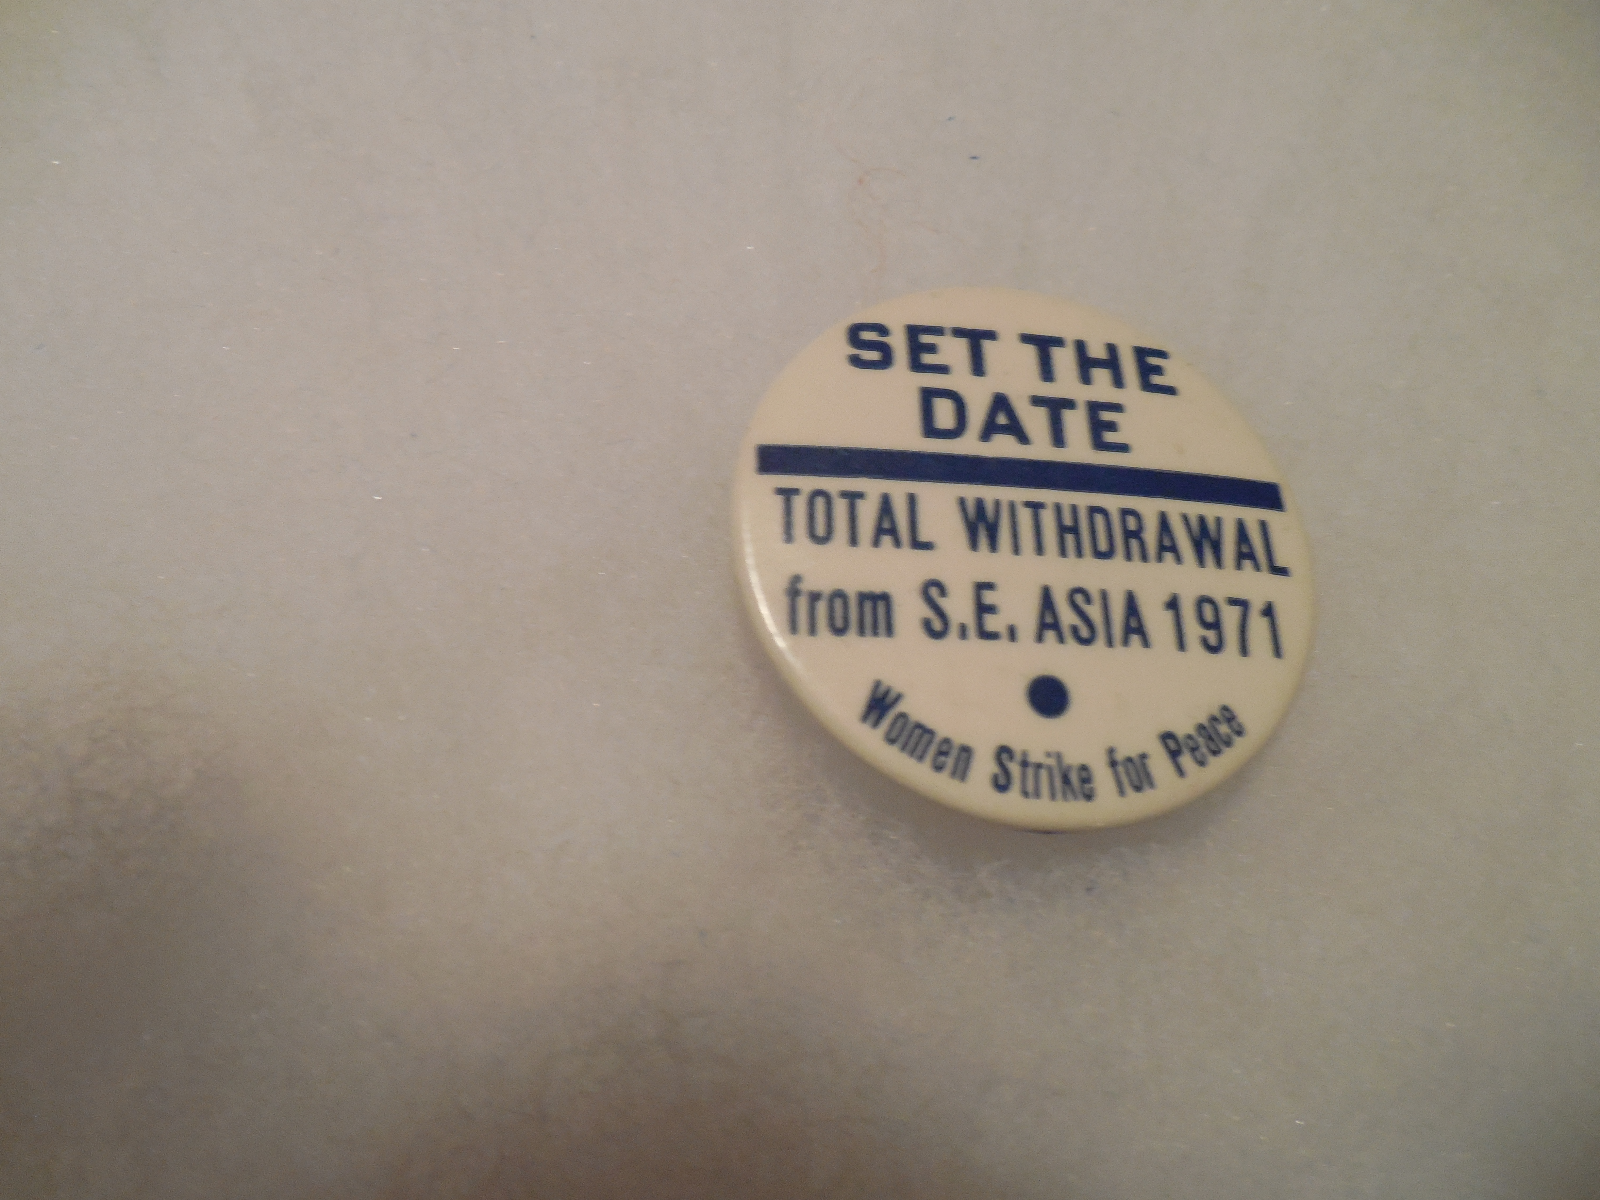 SET THE
DATE
TOTAL WITHDRAWAL
from S.E. ASIA 1971
Women Strike for Peace